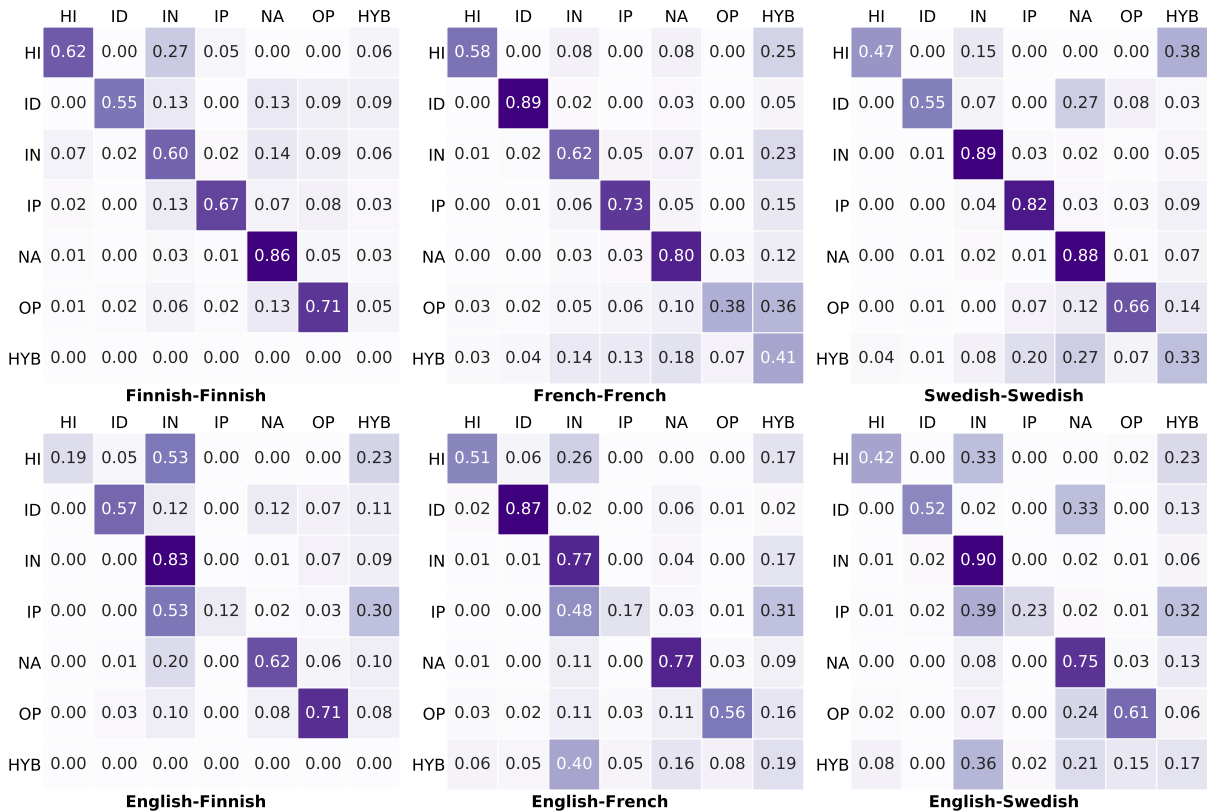 HI ID IN IP NA OP HYB HI ID IN IP NA OP HYB HI ID IN IP NA OP HYB
HI 0.62 0.00 0.27 0.05 0.00 0.00 0.06 HI 0.58 0.00 0.08 0.00 0.08 0.00 0.25 HI 0.47 0.00 0.15 0.00 0.00 0.00 0.38
ID 0.00 0.55 0.13 0.00 0.13 0.09 0.09 ID 0.00 0.89 0.02 0.00 0.03 0.00 0.05 ID 0.00 0.55 0.07 0.00 0.27 0.08 0.03
IN 0.07 0.02 0.60 0.02 0.14 0.09 0.06 IN 0.01 0.02 0.62 0.05 0.07 0.01 0.23 IN 0.00 0.01 0.89 0.03 0.02 0.00 0.05
IP 0.02 0.00 0.13 0.67 0.07 0.08 0.03 IP 0.00 0.01 0.06 0.73 0.05 0.00 0.15 IP 0.00 0.00 0.04 0.82 0.03 0.03 0.09
NA 0.01 0.00 0.03 0.01 0.86 0.05 0.03 NA 0.00 0.00 0.03 0.03 0.80 0.03 0.12 NA 0.00 0.01 0.02 0.01 0.88 0.01 0.07
OP 0.01 0.02 0.06 0.02 0.13 0.71 0.05 OP 0.03 0.02 0.05 0.06 0.10 0.38 0.36 OP 0.00 0.01 0.00 0.07 0.12 0.66 0.14
HYB 0.00 0.00 0.00 0.00 0.00 0.00 0.00 HYB 0.03 0.04 0.14 0.13 0.18 0.07 0.41 HYB 0.04 0.01 0.08 0.20 0.27 0.07 0.33
Finnish-Finnish French-French Swedish-Swedish
HI ID IN IP NA OP HYB HI ID IN IP NA OP HYB HI ID IN IP NA OP HYB
HI 0.19 0.05 0.53 0.00 0.00 0.00 0.23 HI 0.51 0.06 0.26 0.00 0.00 0.00 0.17 HI 0.42 0.00 0.33 0.00 0.00 0.02 0.23
ID 0.00 0.57 0.12 0.00 0.12 0.07 0.11 ID 0.02 0.87 0.02 0.00 0.06 0.01 0.02 ID 0.00 0.52 0.02 0.00 0.33 0.00 0.13
IN 0.00 0.00 0.83 0.00 0.01 0.07 0.09 IN 0.01 0.01 0.77 0.00 0.04 0.00 0.17 IN 0.01 0.02 0.90 0.00 0.02 0.01 0.06
IP 0.00 0.00 0.53 0.12 0.02 0.03 0.30 IP 0.00 0.00 0.48 0.17 0.03 0.01 0.31 IP 0.01 0.02 0.39 0.23 0.02 0.01 0.32
NA 0.00 0.01 0.20 0.00 0.62 0.06 0.10 NA 0.01 0.00 0.11 0.00 0.77 0.03 0.09 NA 0.00 0.00 0.08 0.00 0.75 0.03 0.13
OP 0.00 0.03 0.10 0.00 0.08 0.71 0.08 OP 0.03 0.02 0.11 0.03 0.11 0.56 0.16 OP 0.02 0.00 0.07 0.00 0.24 0.61 0.06
HYB 0.00 0.00 0.00 0.00 0.00 0.00 0.00 HYB 0.06 0.05 0.40 0.05 0.16 0.08 0.19 HYB 0.08 0.00 0.36 0.02 0.21 0.15 0.17
English-Finnish English-French English-Swedish